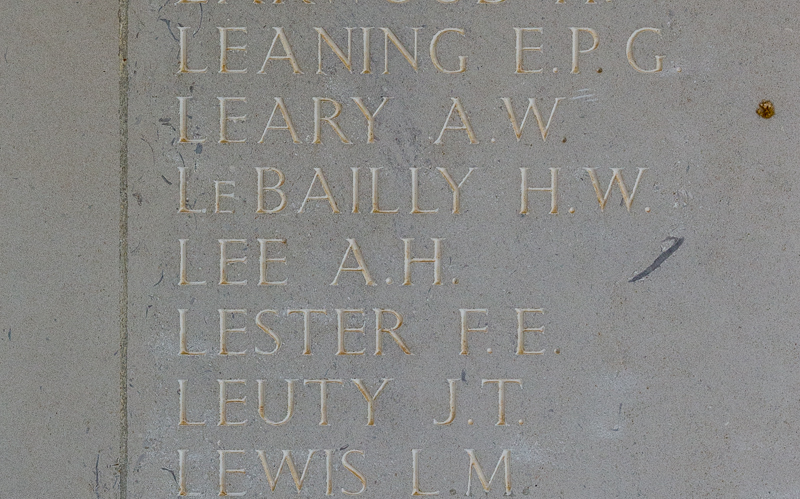 LEANING E.P.G.
LEARY A.W.
LEBAILLY H.W.
LEE A.H.
LESTER F.E.
LEUTY J.T.
LEWIS L.M.